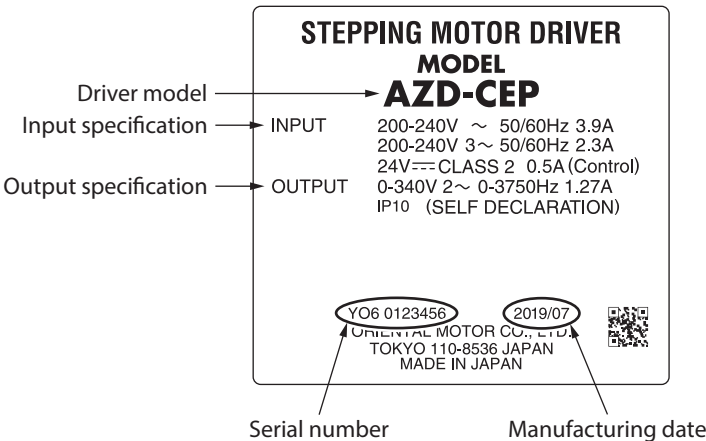 STEPPING MOTOR DRIVER
MODEL
Driver model
AZD-CEP
Input specification
INPUT
200-240V ~ 50/60Hz 3.9A
200-240V 3~ 50/60Hz 2.3A
24V⎓CLASS 2 0.5A (Control)
Output specification
OUTPUT
0-340V 2~ 0-3750Hz 1.27A
IP10 (SELF DECLARATION)
YO6 0123456
2019/07
ORIENTAL MOTOR CO., LTD.
TOKYO 110-8536 JAPAN
MADE IN JAPAN
Serial number
Manufacturing date